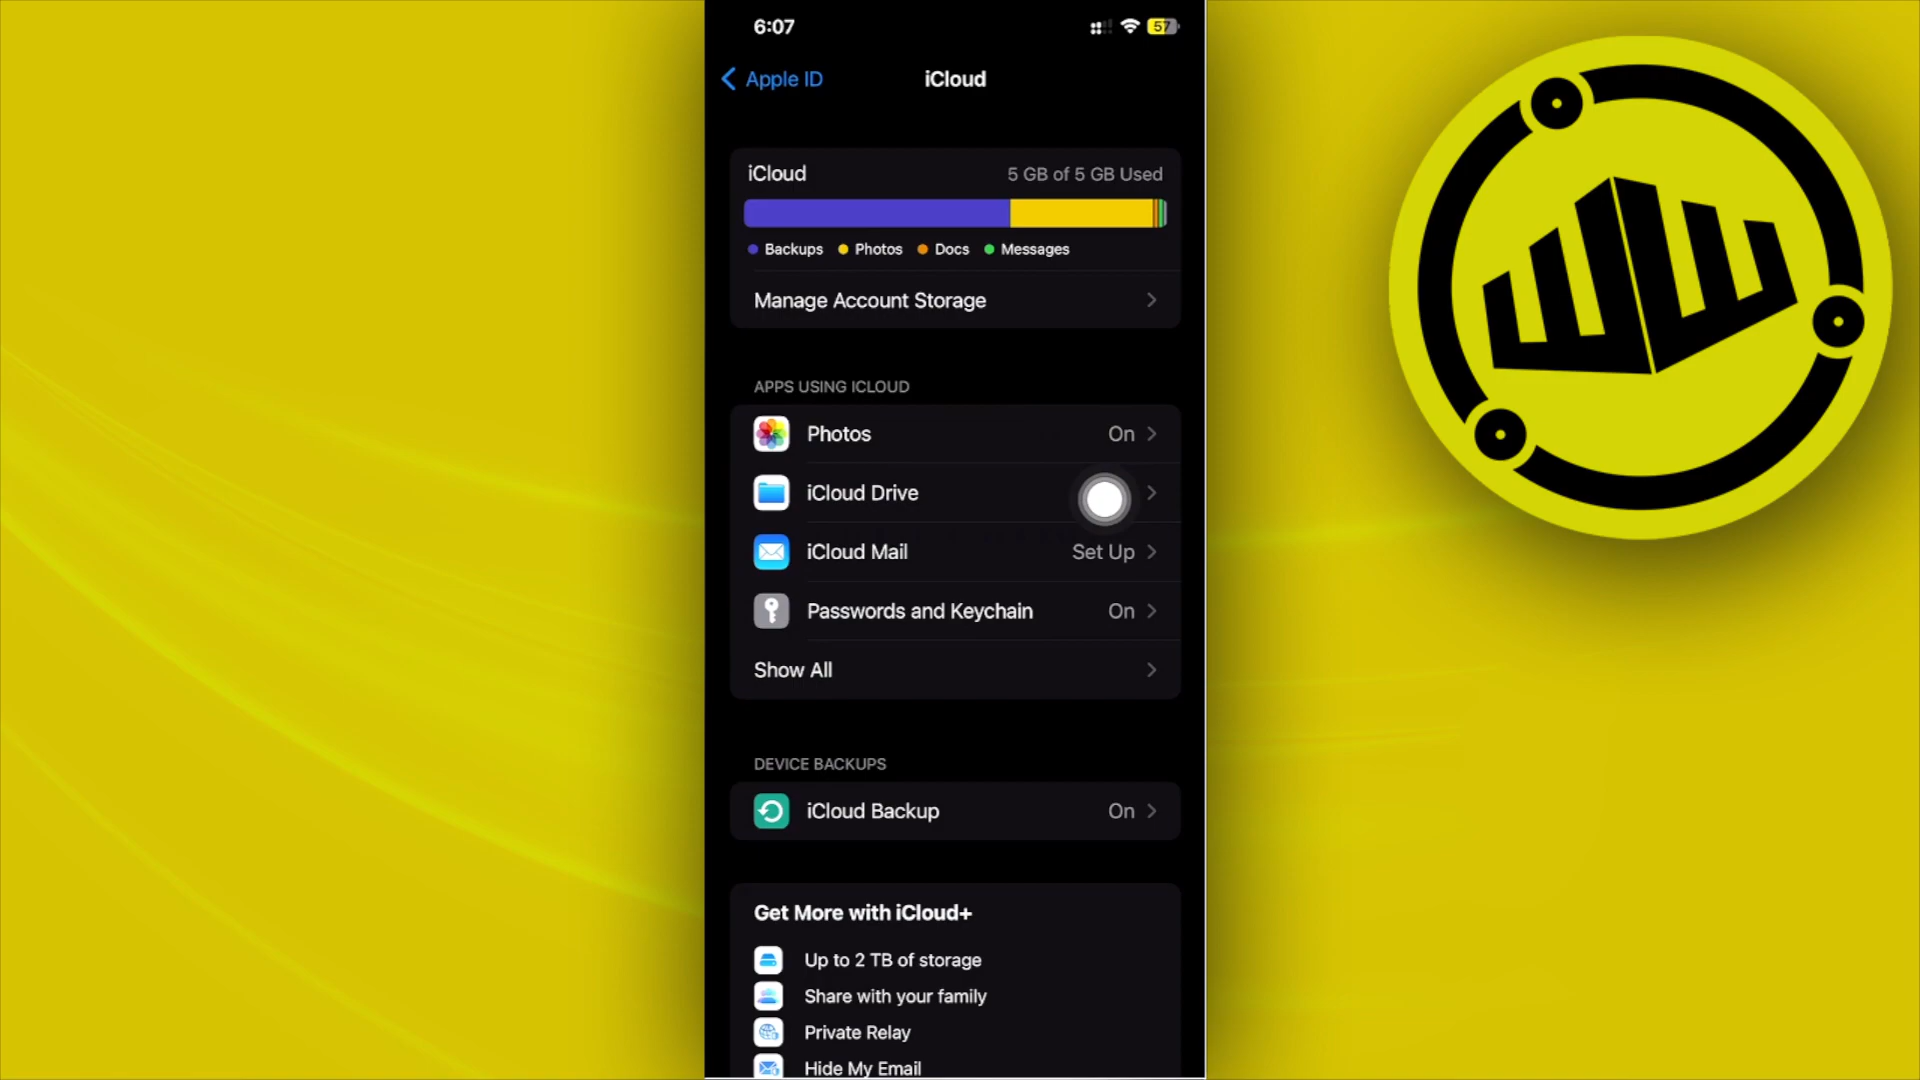 6:07
57
Apple ID
iCloud
iCloud
5 GB of 5 GB Used
Backups Photos Docs Messages
Manage Account Storage
APPS USING ICLOUD
Photos On
iCloud Drive
iCloud Mail Set Up
Passwords and Keychain On
Show All
DEVICE BACKUPS
iCloud Backup On
Get More with iCloud+
Up to 2 TB of storage
Share with your family
Private Relay
Hide My Email